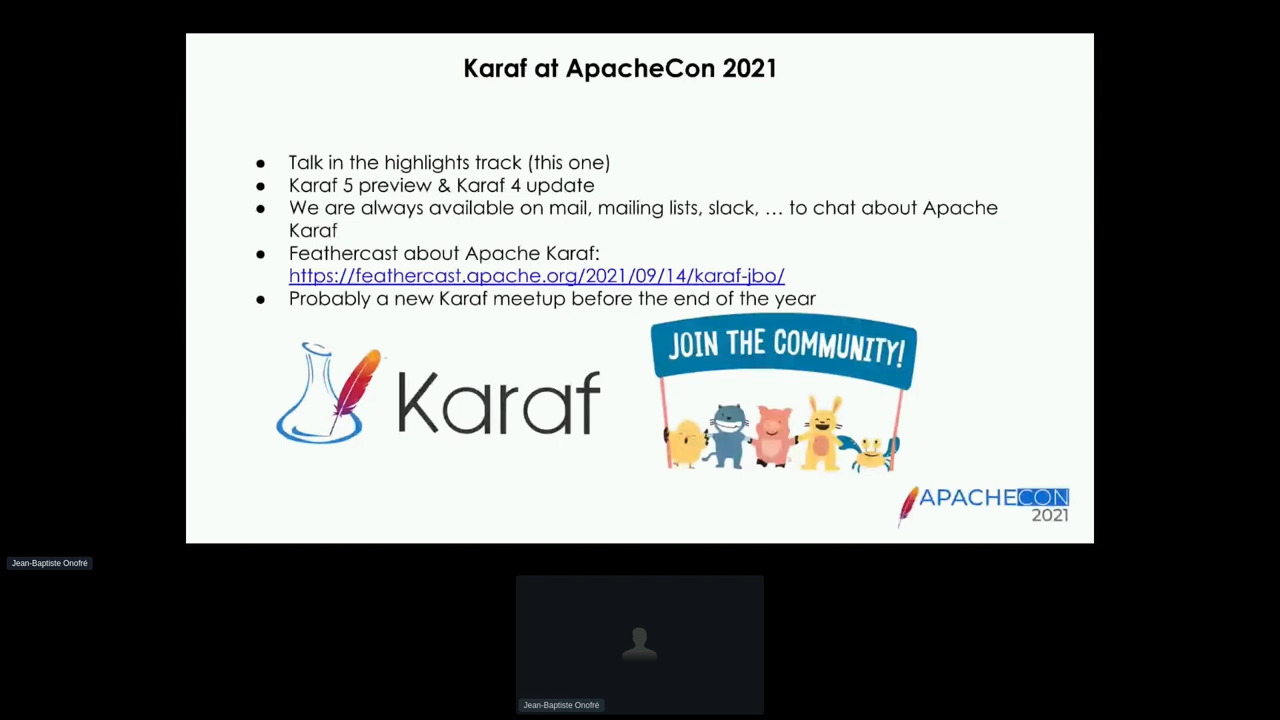 Karaf at ApacheCon 2021
● Talk in the highlights track (this one)
● Karaf 5 preview & Karaf 4 update
● We are always available on mail, mailing lists, slack, … to chat about Apache
Karaf
● Feathercast about Apache Karaf:
https://feathercast.apache.org/2021/09/14/karaf-jbo/
● Probably a new Karaf meetup before the end of the year
JOIN THE COMMUNITY!
Karaf
APACHECON
2021
Jean-Baptiste Onofré
Jean-Baptiste Onofré